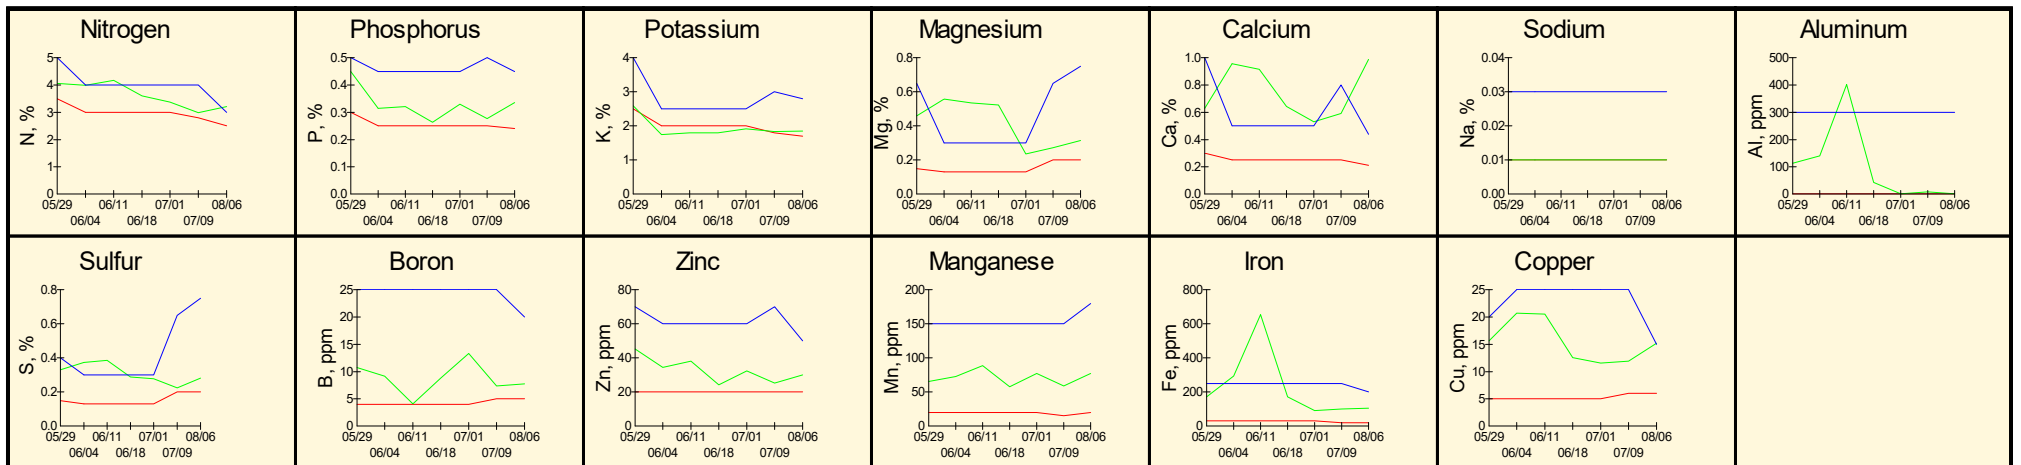 Nitrogen
N, %
5
4
3
2
1
0
05/29 06/11 07/01 08/06
06/04 06/18 07/09
Phosphorus
P, %
0.5
0.4
0.3
0.2
0.1
0.0
05/29 06/11 07/01 08/06
06/04 06/18 07/09
Potassium
K, %
4
3
2
1
0
05/29 06/11 07/01 08/06
06/04 06/18 07/09
Magnesium
Mg, %
0.8
0.6
0.4
0.2
0.0
05/29 06/11 07/01 08/06
06/04 06/18 07/09
Calcium
Ca, %
1.0
0.8
0.6
0.4
0.2
0.0
05/29 06/11 07/01 08/06
06/04 06/18 07/09
Sodium
Na, %
0.04
0.03
0.02
0.01
0.00
05/29 06/11 07/01 08/06
06/04 06/18 07/09
Aluminum
Al, ppm
500
400
300
200
100
0
05/29 06/11 07/01 08/06
06/04 06/18 07/09
Sulfur
S, %
0.8
0.6
0.4
0.2
0.0
05/29 06/11 07/01 08/06
06/04 06/18 07/09
Boron
B, ppm
25
20
15
10
5
0
05/29 06/11 07/01 08/06
06/04 06/18 07/09
Zinc
Zn, ppm
80
60
40
20
0
05/29 06/11 07/01 08/06
06/04 06/18 07/09
Manganese
Mn, ppm
200
150
100
50
0
05/29 06/11 07/01 08/06
06/04 06/18 07/09
Iron
Fe, ppm
800
600
400
200
0
05/29 06/11 07/01 08/06
06/04 06/18 07/09
Copper
Cu, ppm
25
20
15
10
5
0
05/29 06/11 07/01 08/06
06/04 06/18 07/09